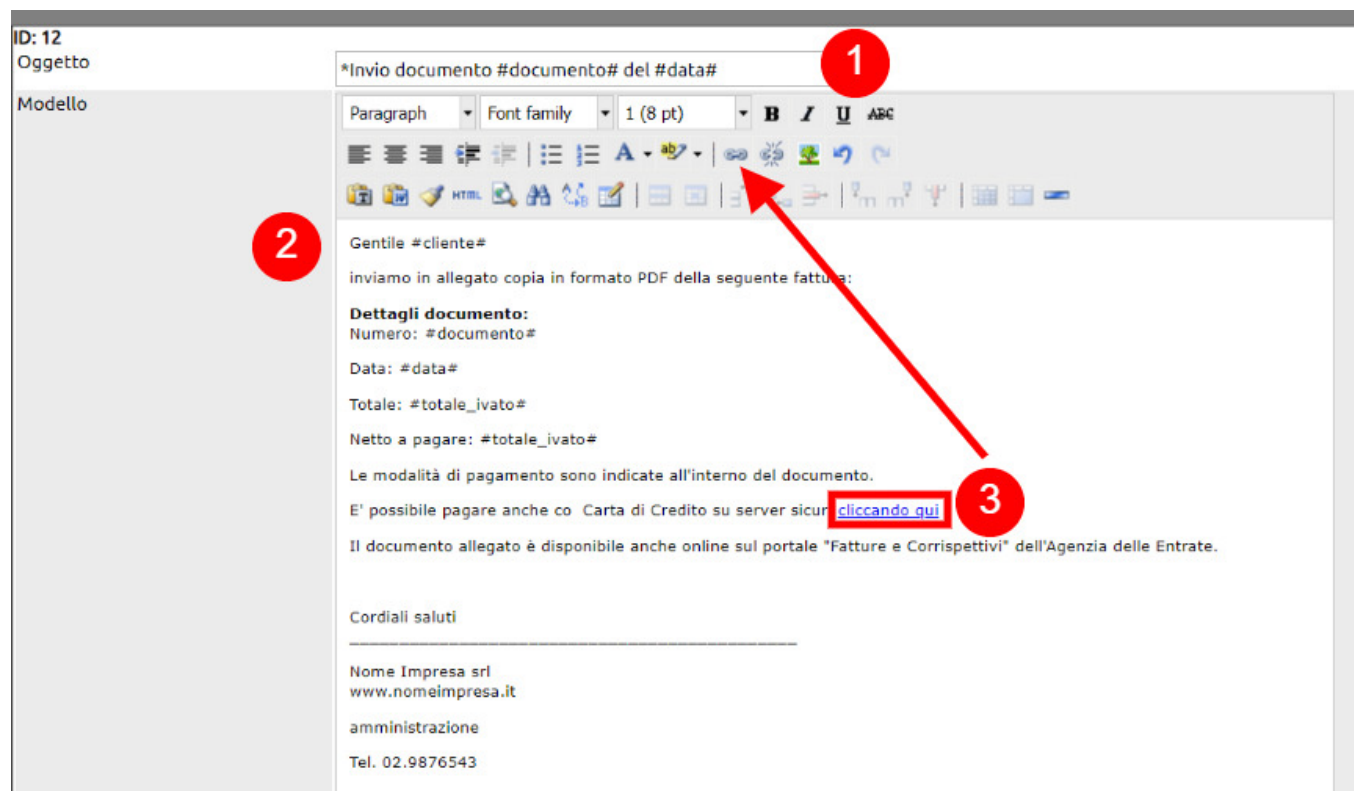 ID: 12
Oggetto
*Invio documento #documento# del #data#
1
Modello
Paragraph Font family 1 (8 pt) B I U ABC
HTML
2
Gentile #cliente#
inviamo in allegato copia in formato PDF della seguente fattura:
Dettagli documento:
Numero: #documento#
Data: #data#
Totale: #totale_ivato#
Netto a pagare: #totale_ivato#
Le modalità di pagamento sono indicate all'interno del documento.
E' possibile pagare anche co Carta di Credito su server sicur cliccando qui
3
Il documento allegato è disponibile anche online sul portale "Fatture e Corrispettivi" dell'Agenzia delle Entrate.
Cordiali saluti
Nome Impresa srl
www.nomeimpresa.it
amministrazione
Tel. 02.9876543